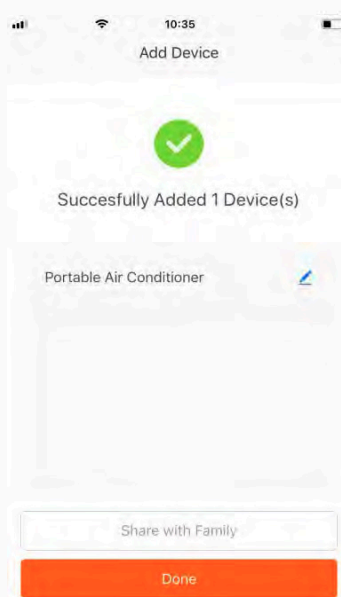 10:35
Add Device
Succesfully Added 1 Device(s)
Portable Air Conditioner
Share with Family
Done